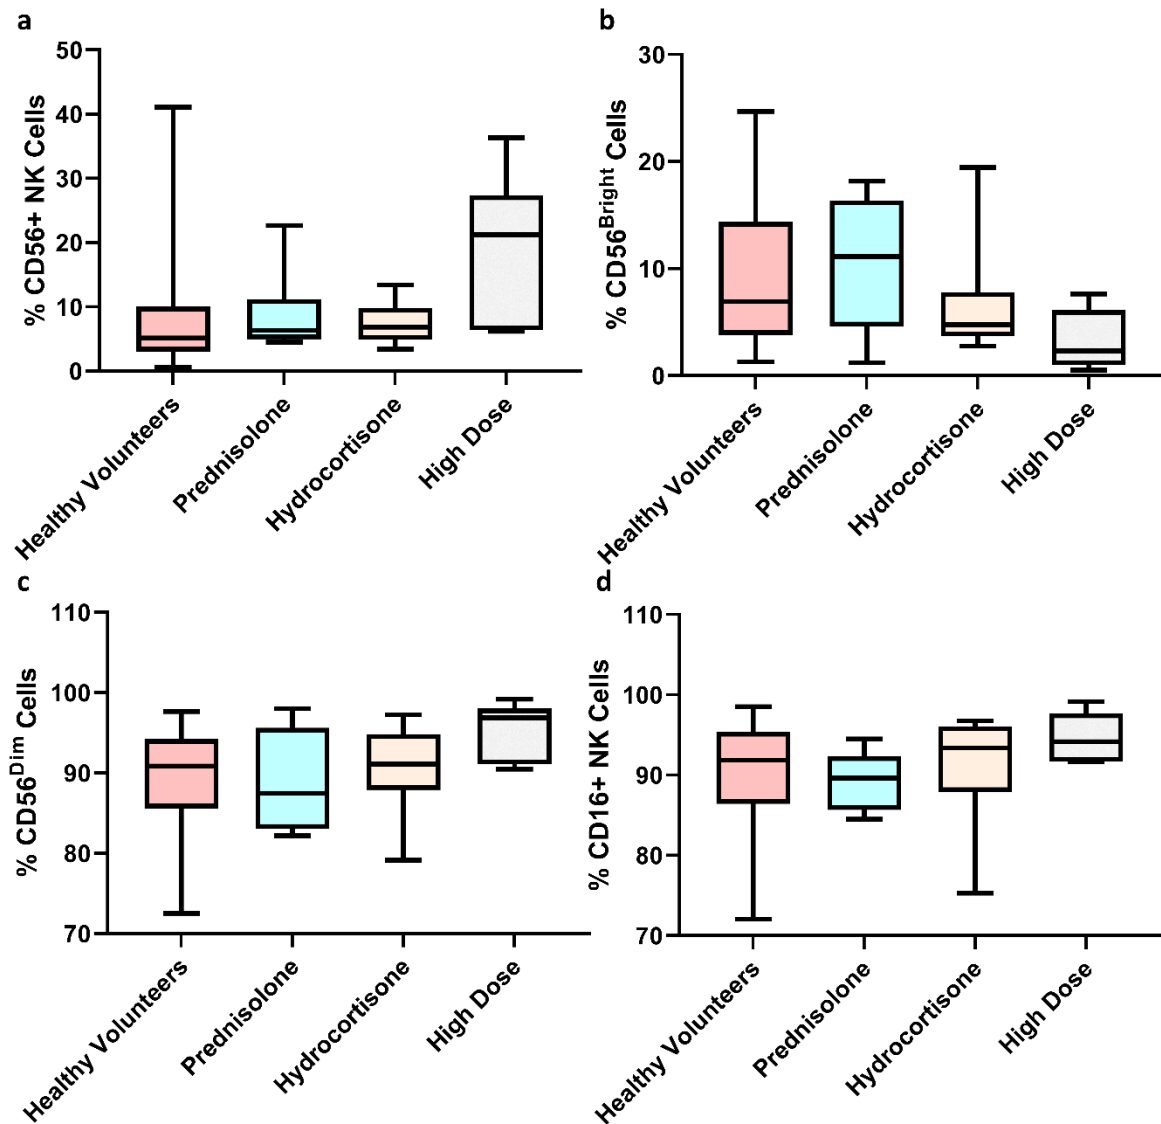 a
% CD56+ NK Cells
50
40
30
20
10
0
Healthy Volunteers
Prednisolone
Hydrocortisone
High Dose
b
% CD56Bright Cells
30
20
10
0
Healthy Volunteers
Prednisolone
Hydrocortisone
High Dose
c
% CD56Dim Cells
110
100
90
80
70
Healthy Volunteers
Prednisolone
Hydrocortisone
High Dose
d
% CD16+ NK Cells
110
100
90
80
70
Healthy Volunteers
Prednisolone
Hydrocortisone
High Dose